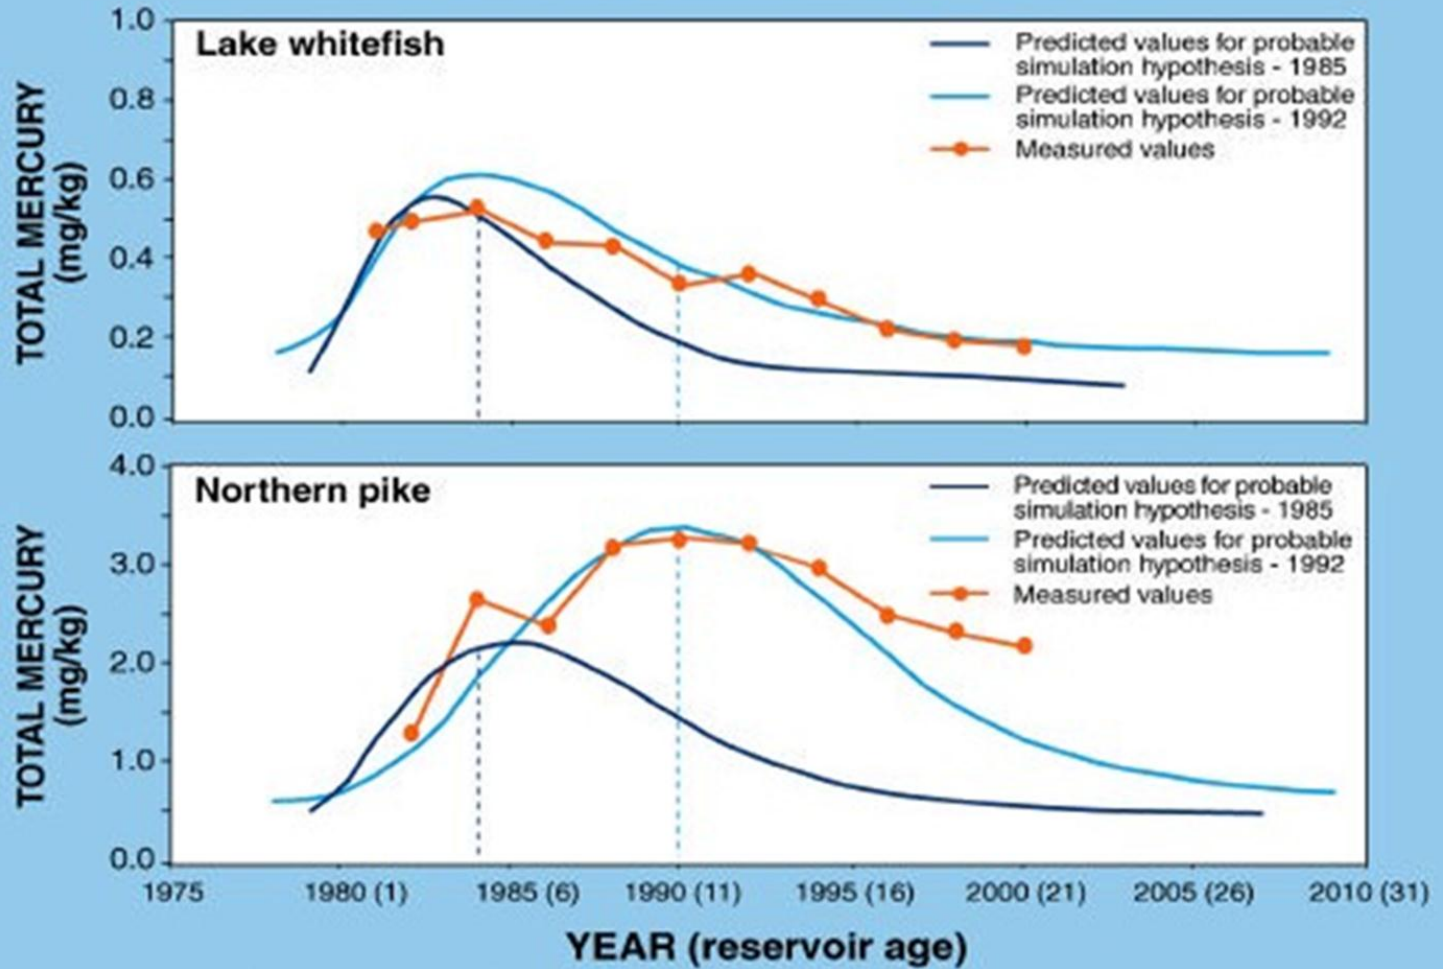 Lake whitefish
Predicted values for probable
simulation hypothesis - 1985
Predicted values for probable
simulation hypothesis - 1992
Measured values
TOTAL MERCURY
(mg/kg)
1.0
0.8
0.6
0.4
0.2
0.0
Northern pike
Predicted values for probable
simulation hypothesis - 1985
Predicted values for probable
simulation hypothesis - 1992
Measured values
TOTAL MERCURY
(mg/kg)
4.0
3.0
2.0
1.0
0.0
1975 1980 (1) 1985 (6) 1990 (11) 1995 (16) 2000 (21) 2005 (26) 2010 (31)
YEAR (reservoir age)